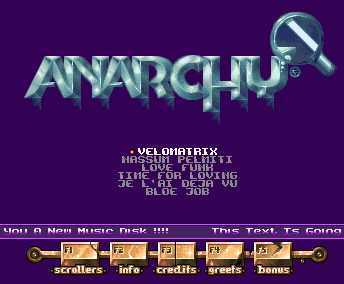 ANARCHY
VELOMATRIX
NASSUM PELMITI
LOVE FUNK
TIME FOR LOVING
JE L'AI DEJA VU
BLOE JOB
You A New Music Disk !!!!     This Text Is Going
F1 F2 F3 F4 F5
scrollers info credits greets bonus